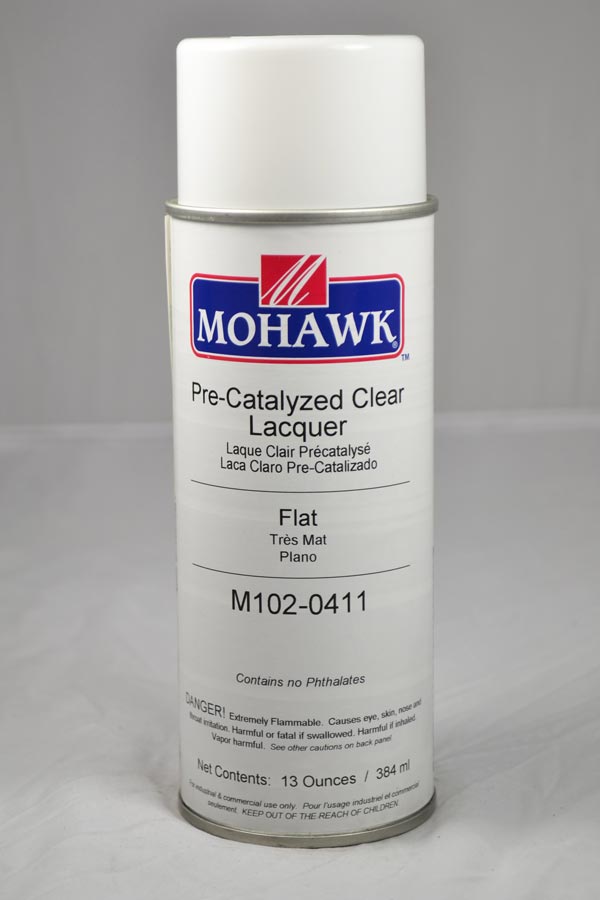 M
MOHAWK®
™
Pre-Catalyzed Clear
Lacquer
Laque Clair Précatalysé
Laca Claro Pre-Catalizado
Flat
Très Mat
Plano
M102-0411
Contains no Phthalates
DANGER! Extremely Flammable. Causes eye, skin, nose and
throat irritation. Harmful or fatal if swallowed. Harmful if inhaled.
Vapor harmful. See other cautions on back panel.
Net Contents: 13 Ounces / 384 ml
For industrial & commercial use only. Pour l'usage industriel et commercial
seulement. KEEP OUT OF THE REACH OF CHILDREN.